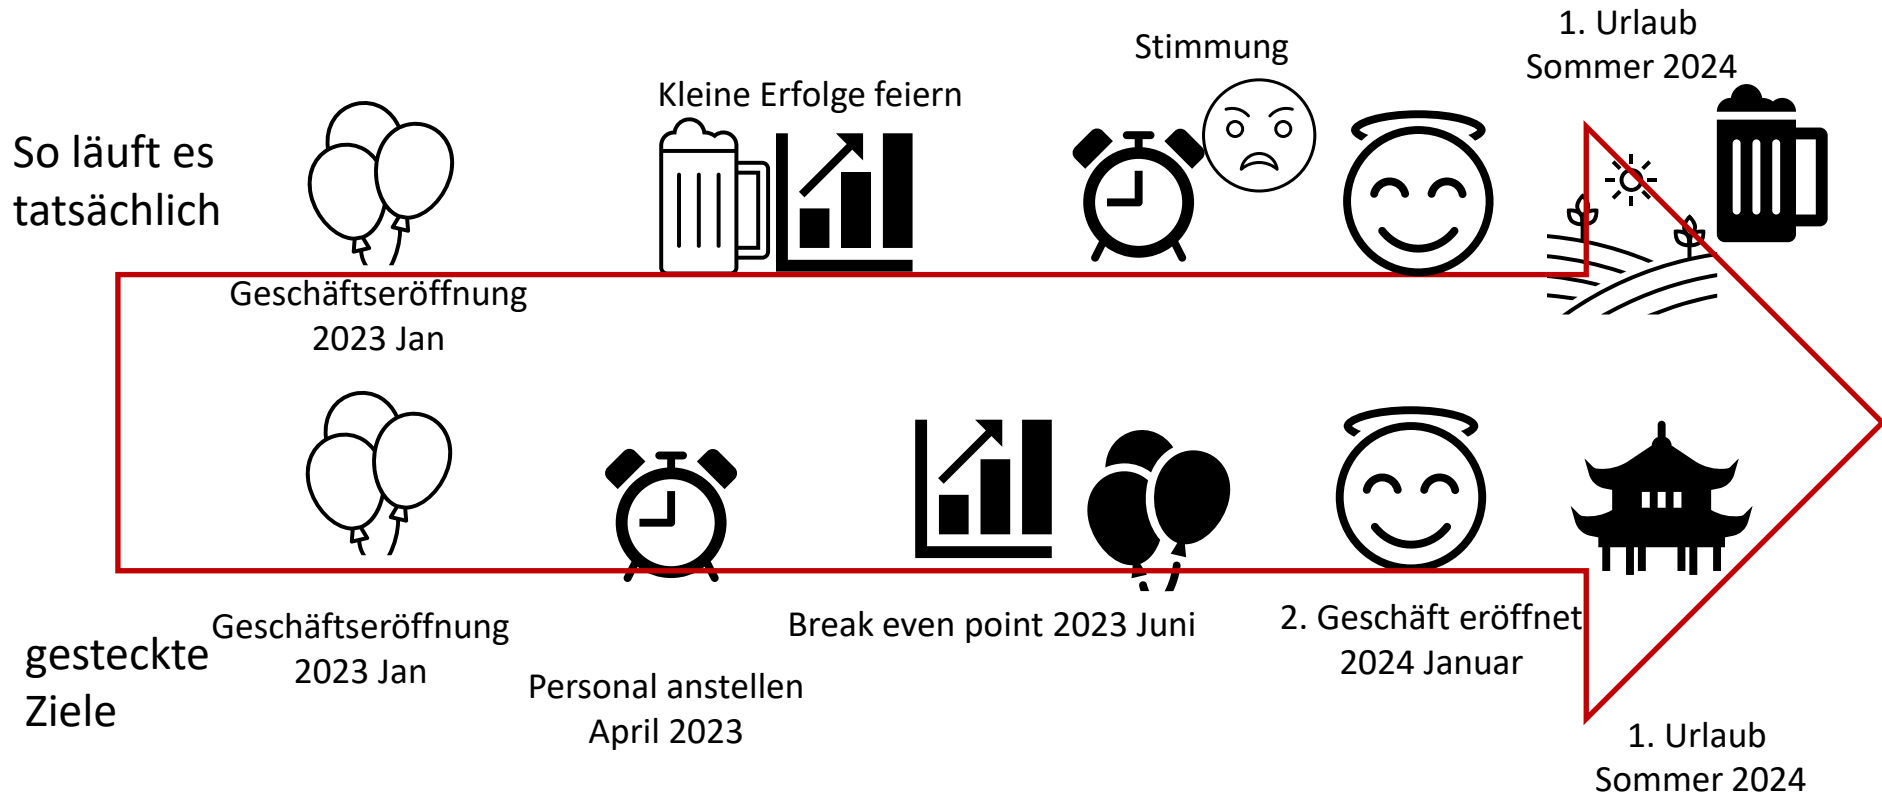 So läuft es
tatsächlich
Kleine Erfolge feiern
Stimmung
1. Urlaub
Sommer 2024
Geschäftseröffnung
2023 Jan
gesteckte
Ziele
Geschäftseröffnung
2023 Jan
Personal anstellen
April 2023
Break even point 2023 Juni
2. Geschäft eröffnet
2024 Januar
1. Urlaub
Sommer 2024